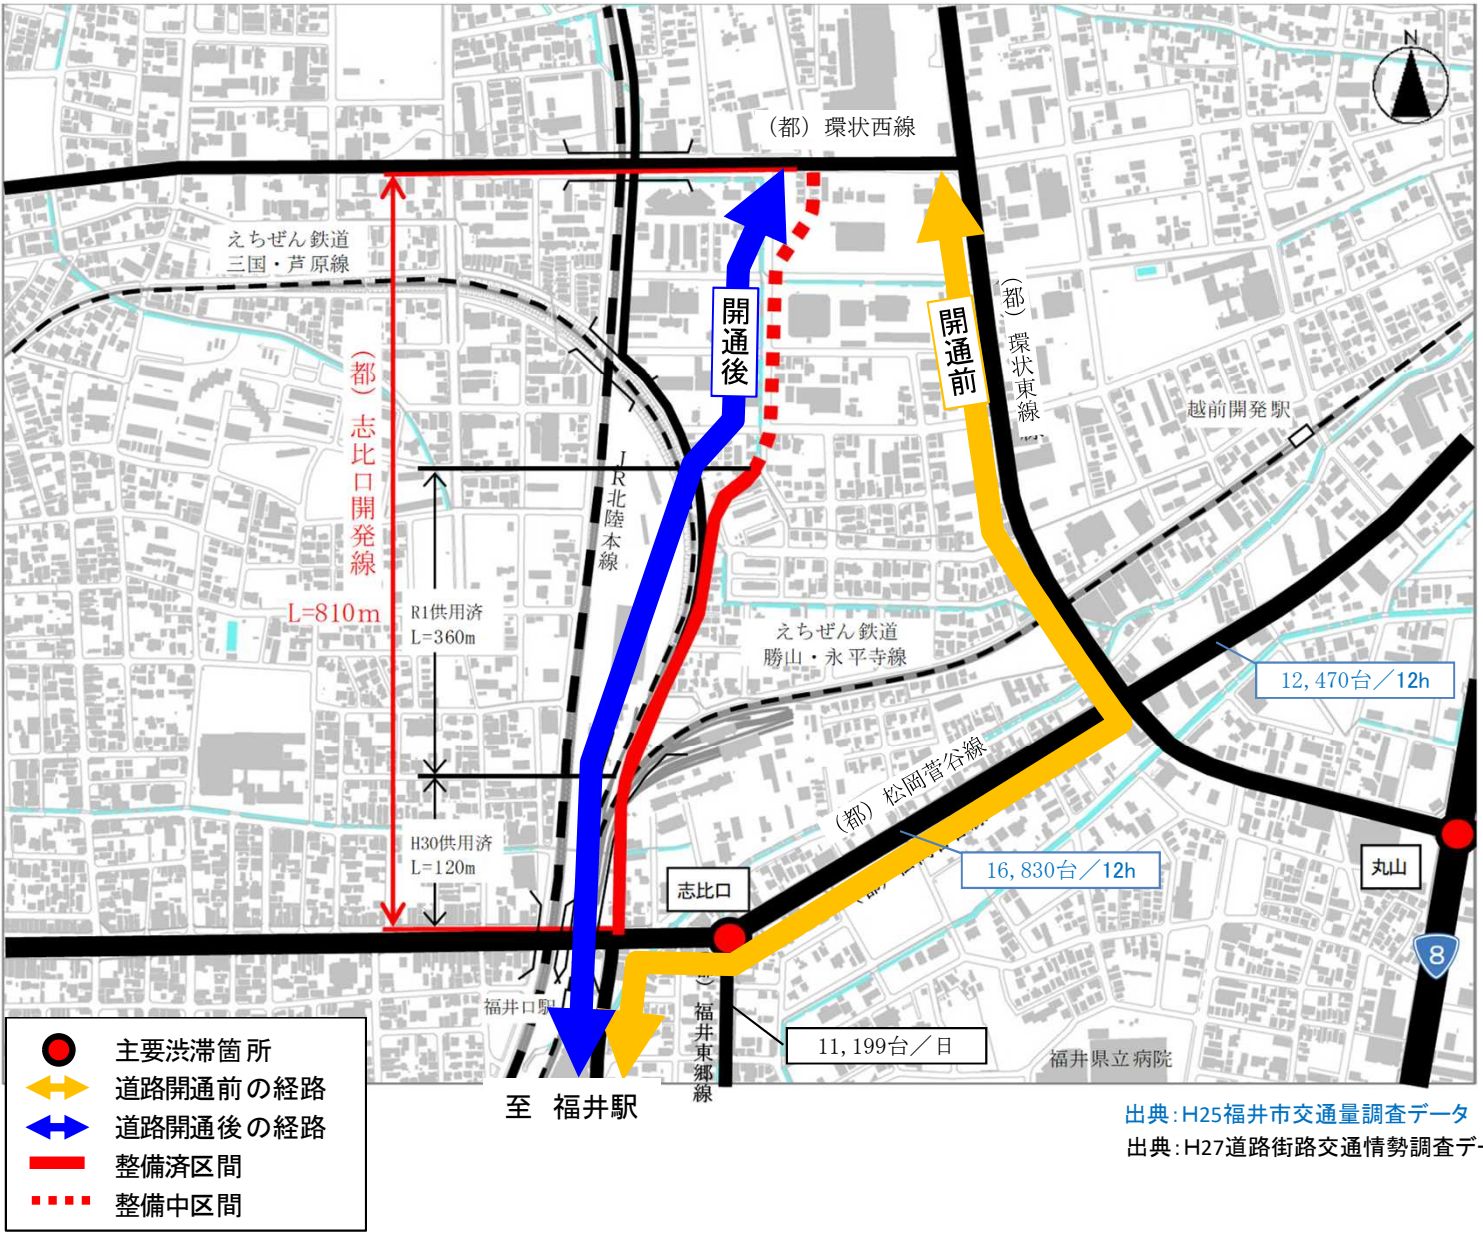 N
（都）環状西線
えちぜん鉄道
三国・芦原線
開通後
開通前
（都）環状東線
越前開発駅
（都）志比口開発線
L=810m
JR北陸本線
R1供用済
L=360m
えちぜん鉄道
勝山・永平寺線
12,470台／12h
（都）松岡菅谷線
16,830台／12h
H30供用済
L=120m
志比口
丸山
8
福井口駅
福井東郷線
11,199台／日
福井県立病院
至 福井駅
主要渋滞箇所
道路開通前の経路
道路開通後の経路
整備済区間
整備中区間
出典：H25福井市交通量調査データ
出典：H27道路街路交通情勢調査デー